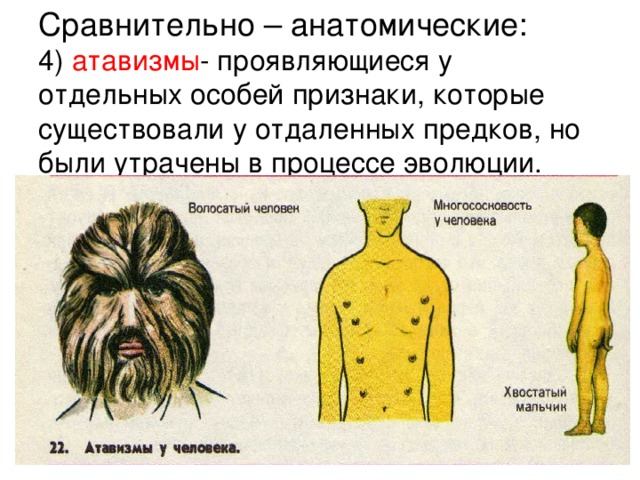 Сравнительно – анатомические:
4) атавизмы- проявляющиеся у
отдельных особей признаки, которые
существовали у отдаленных предков, но
были утрачены в процессе эволюции.
Волосатый человек
Многососковость
у человека
Хвостатый
мальчик
22. Атавизмы у человека.